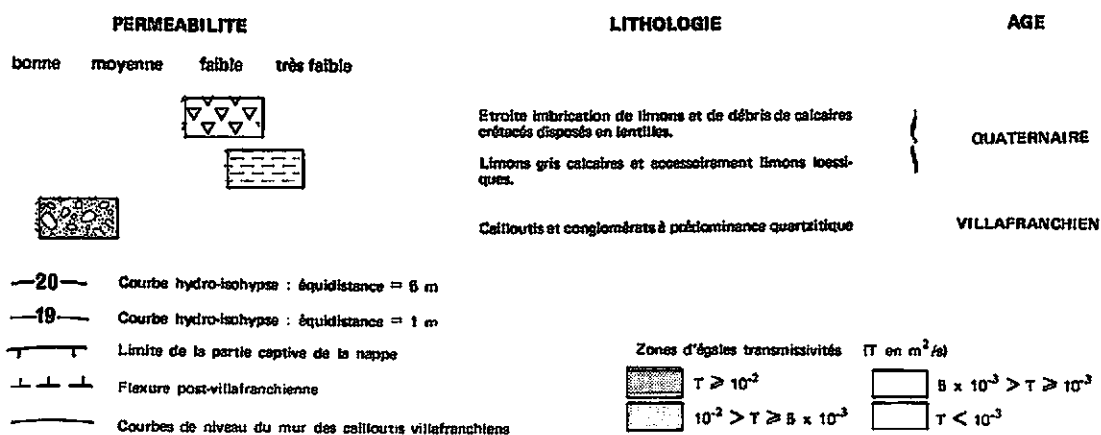 PERMEABILITE
LITHOLOGIE
AGE
bonne moyenne faible très faible
Etroite imbrication de limons et de débris de calcaires
crétacés disposés en lentilles.
QUATERNAIRE
Limons gris calcaires et accessoirement limons loessi-
ques.
Cailloutis et conglomérats à prédominance quartzitique
VILLAFRANCHIEN
20 Courbe hydro-isohypse : équidistance = 5 m
19 Courbe hydro-isohypse : équidistance = 1 m
Limite de la partie captive de la nappe
Flexure post-villafranchienne
Courbes de niveau du mur des cailloutis villafranchiens
Zones d'égales transmissivités (T en m²/s)
T ⩾ 10⁻²
5 x 10⁻³ > T ⩾ 10⁻³
10⁻² > T ⩾ 5 x 10⁻³
T < 10⁻³